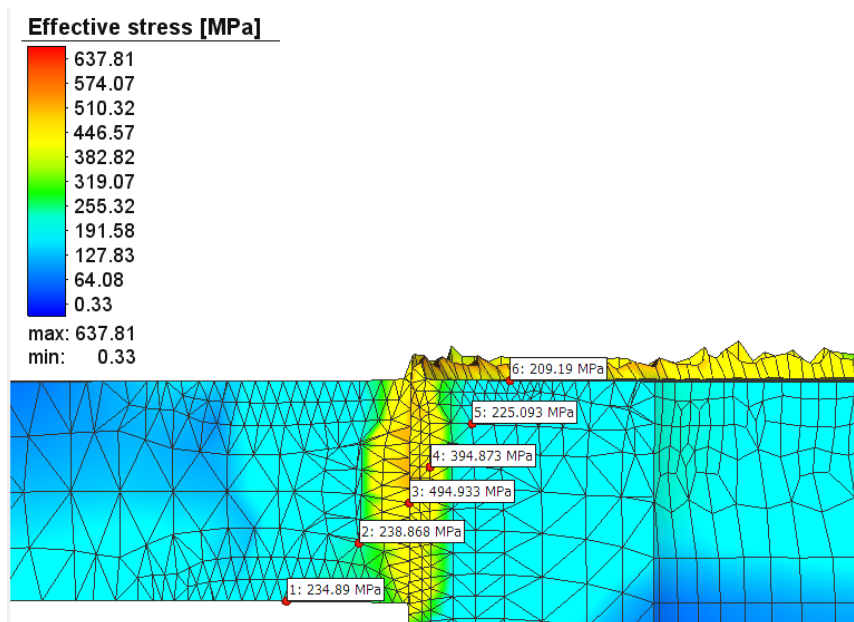 Effective stress [MPa]
637.81
574.07
510.32
446.57
382.82
319.07
255.32
191.58
127.83
64.08
0.33
max: 637.81
min: 0.33
6: 209.19 MPa
5: 225.093 MPa
4: 394.873 MPa
3: 494.933 MPa
2: 238.868 MPa
1: 234.89 MPa